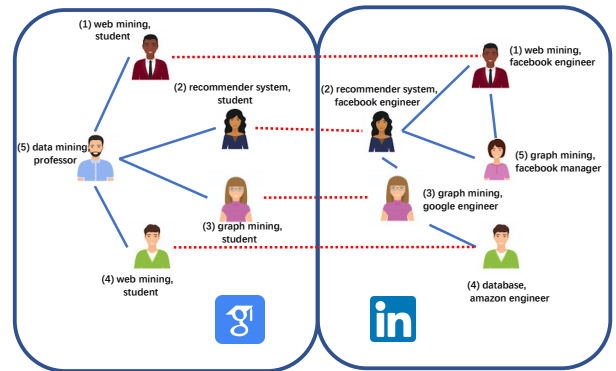 (1) web mining,
student
(2) recommender system,
student
(5) data mining,
professor
(3) graph mining,
student
(4) web mining,
student
(1) web mining,
facebook engineer
(2) recommender system,
facebook engineer
(5) graph mining,
facebook manager
(3) graph mining,
google engineer
(4) database,
amazon engineer
g
in